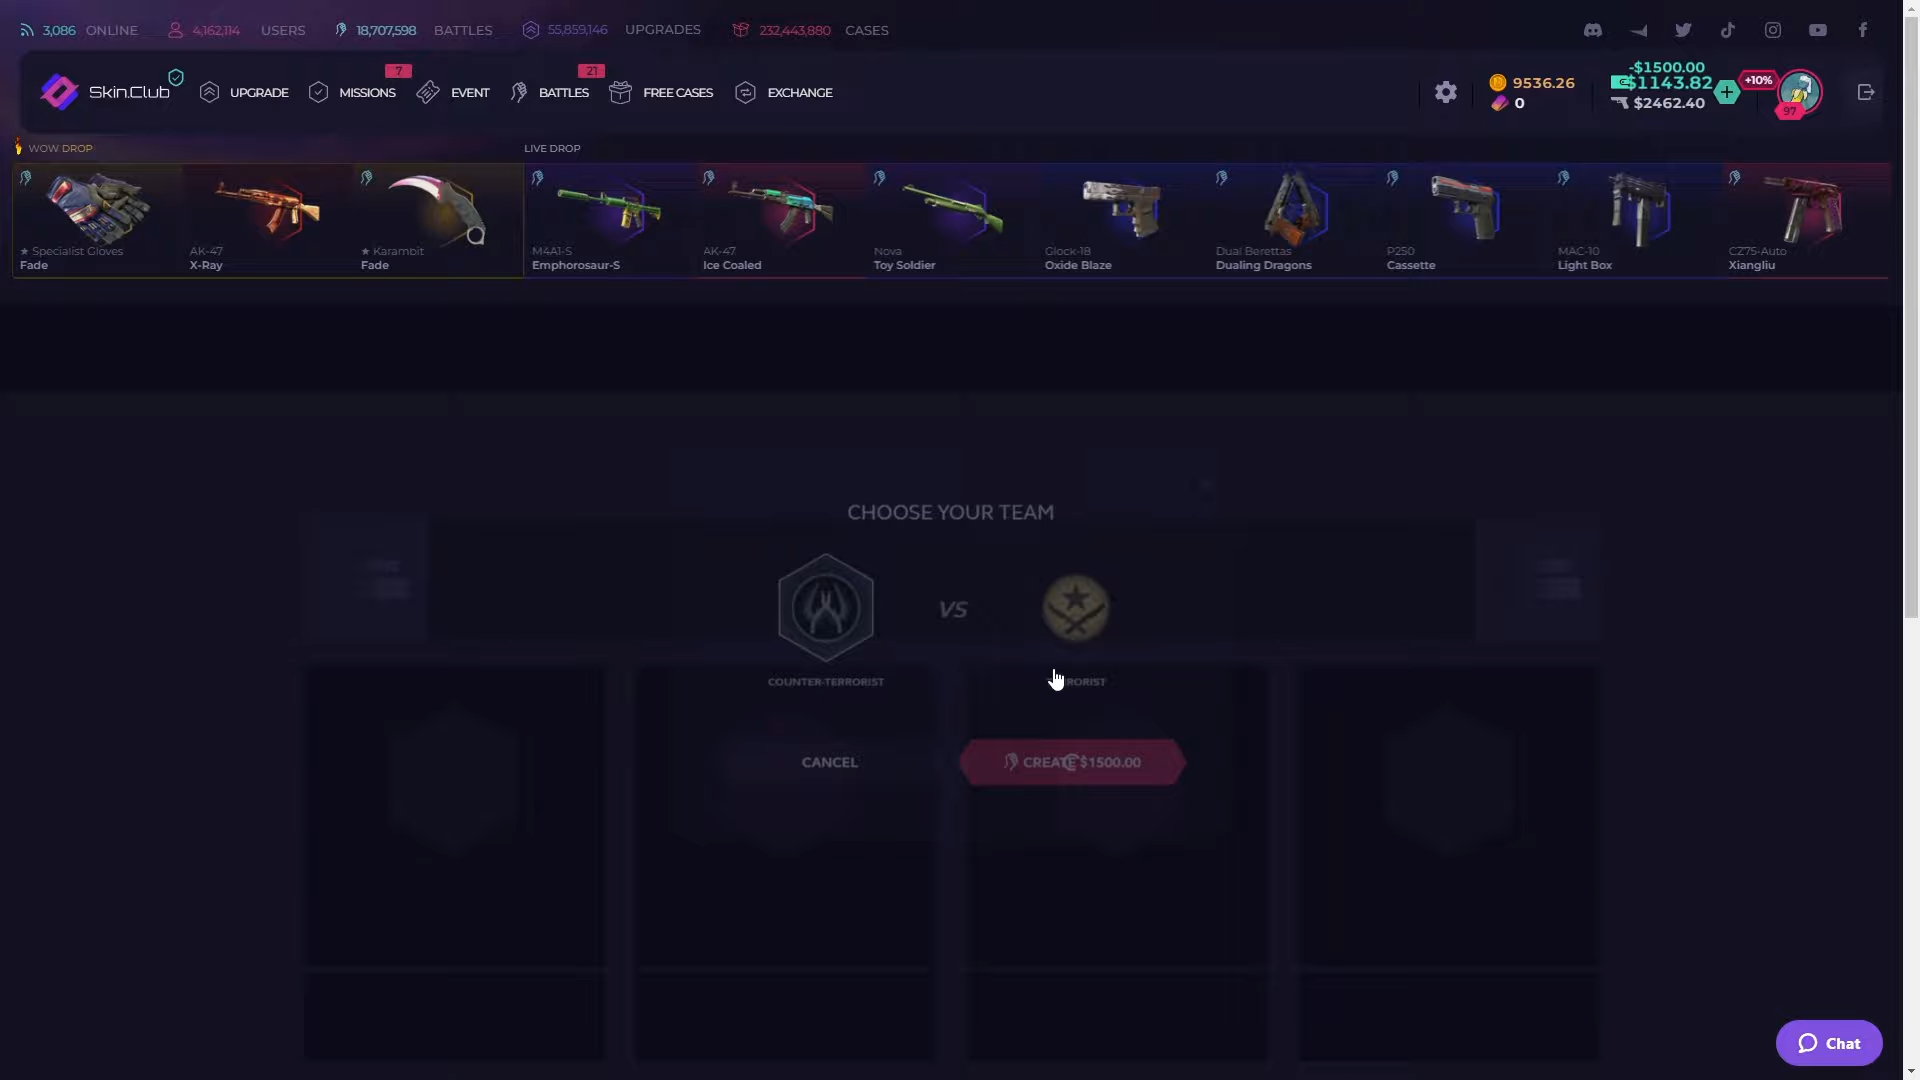 3,086 ONLINE 4,162,114 USERS 18,707,598 BATTLES 55,859,146 UPGRADES 232,443,880 CASES
Skin.Club UPGRADE MISSIONS 7 EVENT BATTLES 21 FREE CASES EXCHANGE
9536.26
0
-$1500.00
$1143.82
$2462.40
+10%
97
WOW DROP
LIVE DROP
★ Specialist Gloves
Fade
AK-47
X-Ray
★ Karambit
Fade
M4A1-S
Emphorosaur-S
AK-47
Ice Coaled
Nova
Toy Soldier
Glock-18
Oxide Blaze
Dual Berettas
Dualing Dragons
P250
Cassette
MAC-10
Light Box
CZ75-Auto
Xiangliu
CHOOSE YOUR TEAM
VS
COUNTER-TERRORIST
CANCEL
CREATE $1500.00
Chat